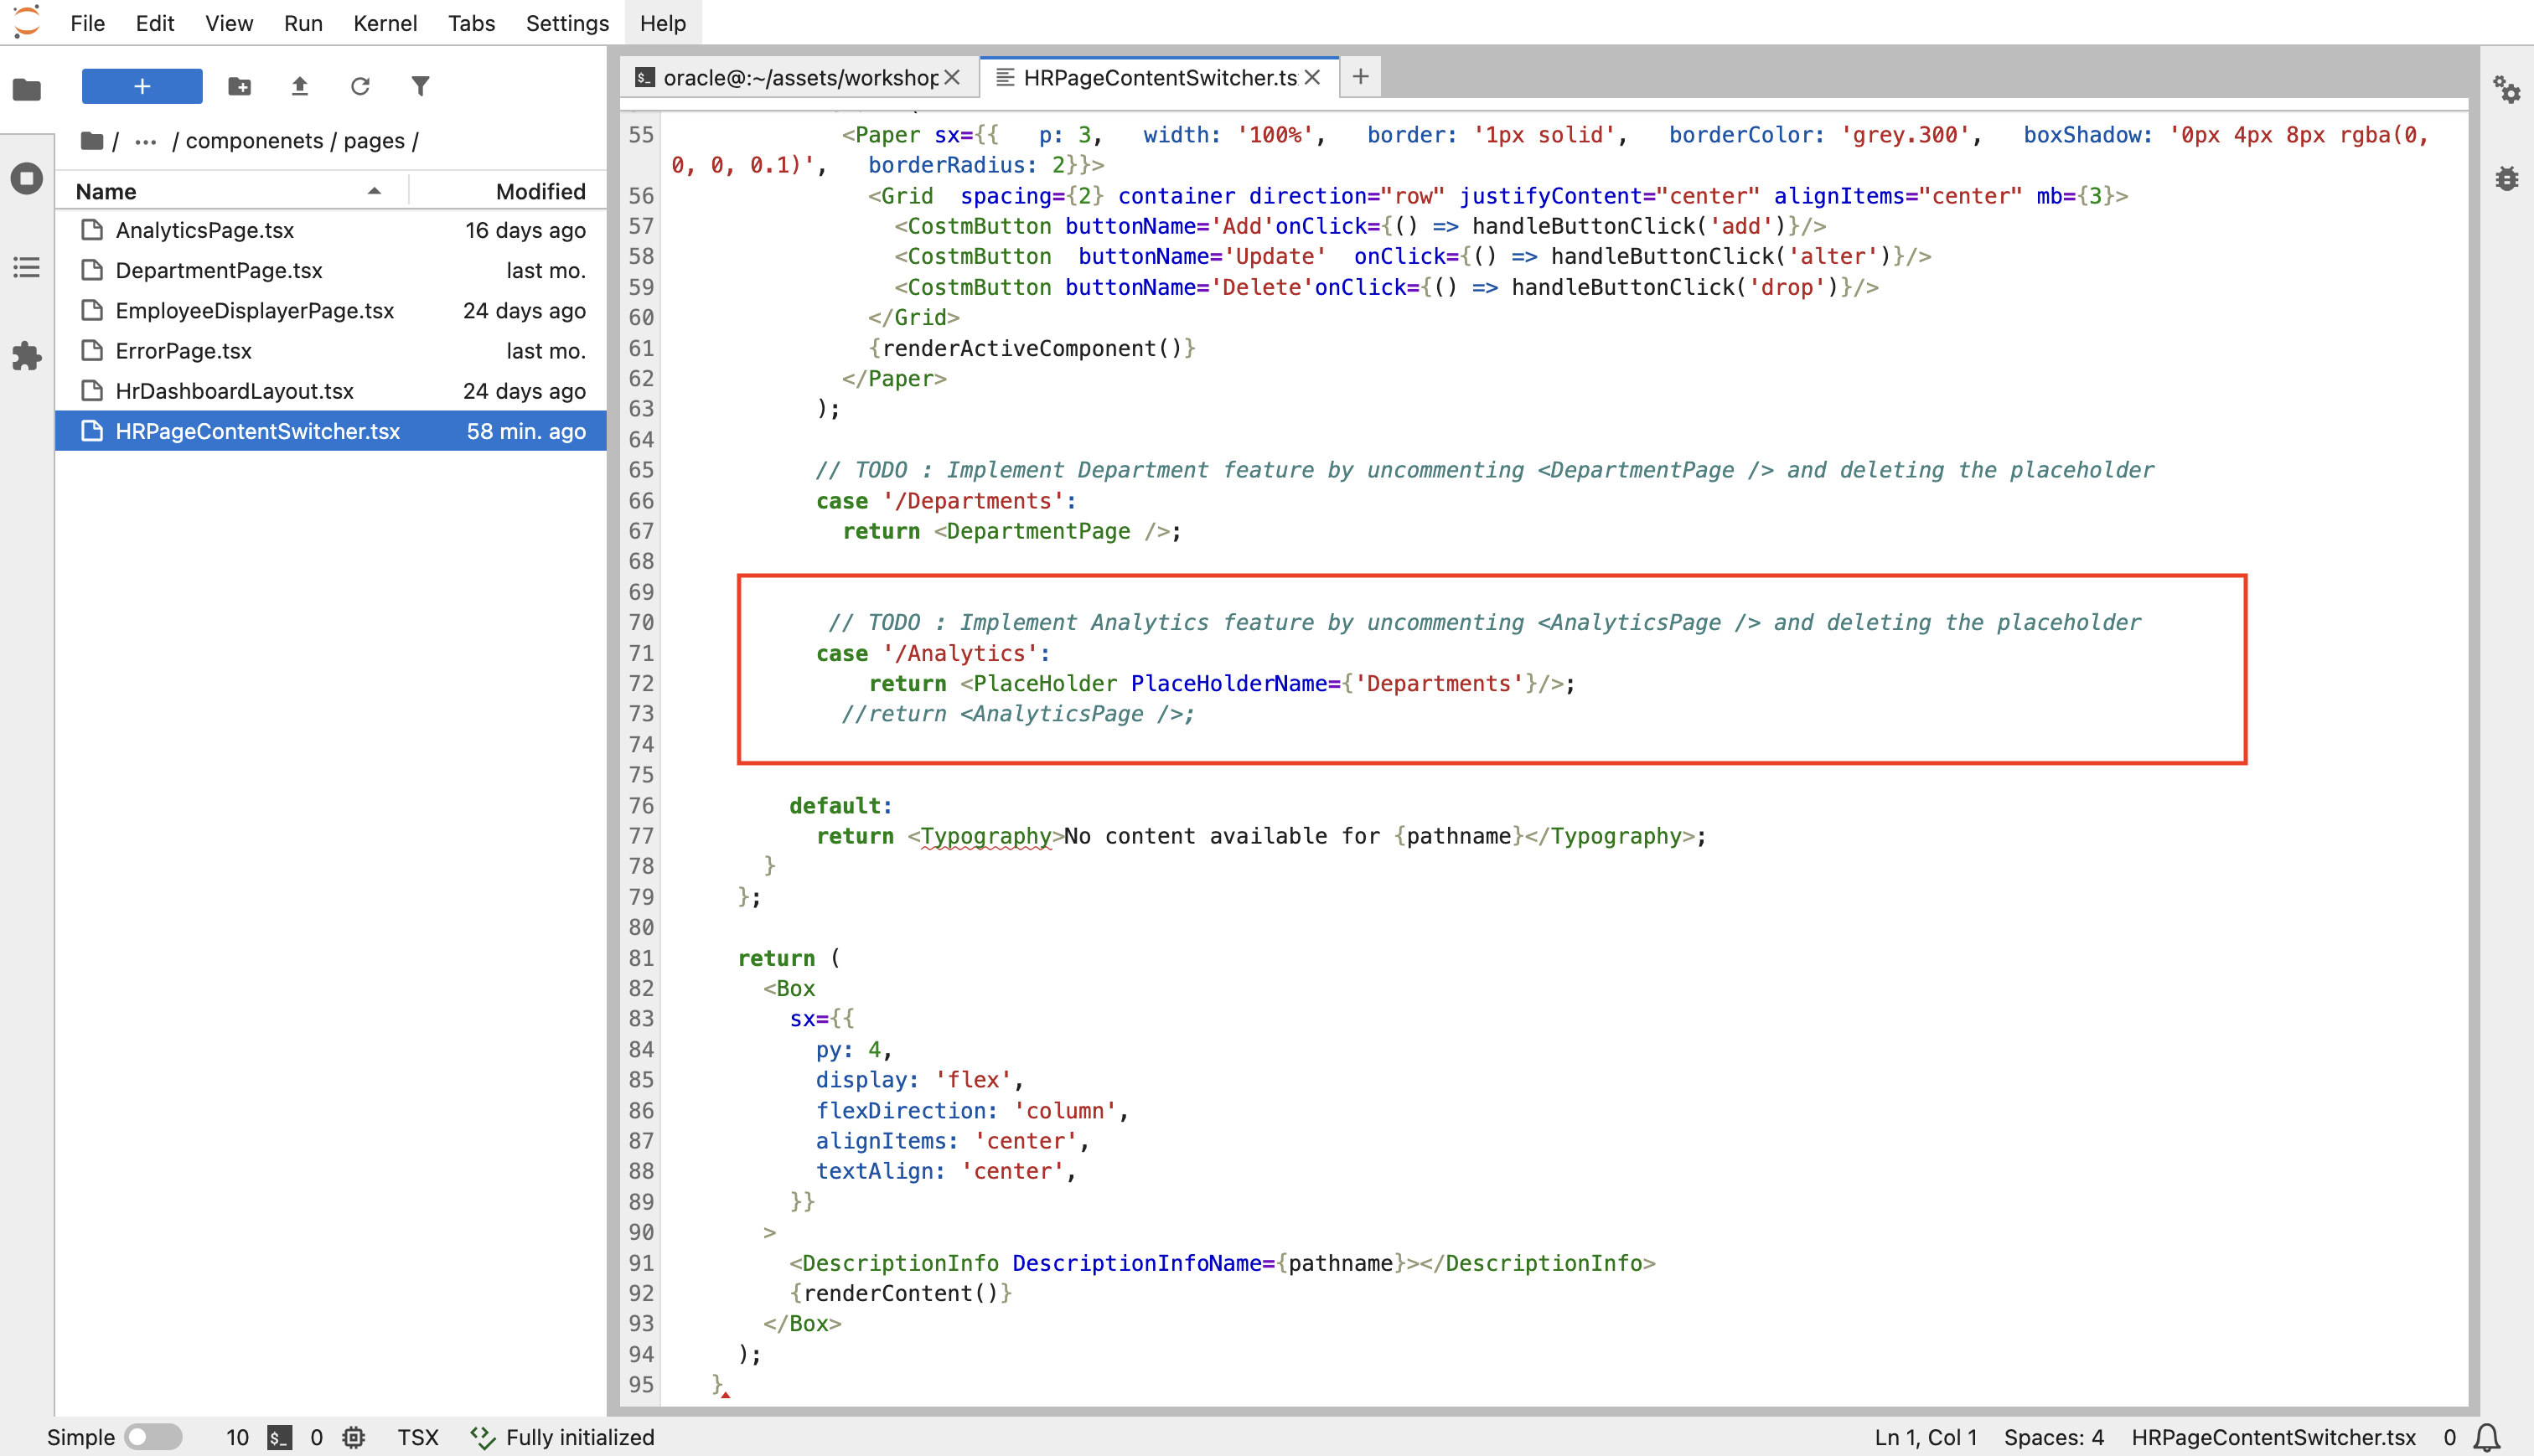 File Edit View Run Kernel Tabs Settings Help
+
/ ··· / componenets / pages /
Name Modified
AnalyticsPage.tsx 16 days ago
DepartmentPage.tsx last mo.
EmployeeDisplayerPage.tsx 24 days ago
ErrorPage.tsx last mo.
HrDashboardLayout.tsx 24 days ago
HRPageContentSwitcher.tsx 58 min. ago
oracle@:~/assets/workshop HRPageContentSwitcher.ts +
55 <Paper sx={{ p: 3, width: '100%', border: '1px solid', borderColor: 'grey.300', boxShadow: '0px 4px 8px rgba(0,
0, 0, 0.1)', borderRadius: 2}}>
56 <Grid spacing={2} container direction="row" justifyContent="center" alignItems="center" mb={3}>
57 <CostmButton buttonName='Add'onClick={() => handleButtonClick('add')}/>
58 <CostmButton buttonName='Update' onClick={() => handleButtonClick('alter')}/>
59 <CostmButton buttonName='Delete'onClick={() => handleButtonClick('drop')}/>
60 </Grid>
61 {renderActiveComponent()}
62 </Paper>
63 );
64
65 // TODO : Implement Department feature by uncommenting <DepartmentPage /> and deleting the placeholder
66 case '/Departments':
67 return <DepartmentPage />;
68
69
70 // TODO : Implement Analytics feature by uncommenting <AnalyticsPage /> and deleting the placeholder
71 case '/Analytics':
72 return <PlaceHolder PlaceHolderName={'Departments'}/>;
73 //return <AnalyticsPage />;
74
75
76 default:
77 return <Typography>No content available for {pathname}</Typography>;
78 }
79 };
80
81 return (
82 <Box
83 sx={{
84 py: 4,
85 display: 'flex',
86 flexDirection: 'column',
87 alignItems: 'center',
88 textAlign: 'center',
89 }}
90 >
91 <DescriptionInfo DescriptionInfoName={pathname}></DescriptionInfo>
92 {renderContent()}
93 </Box>
94 );
95 }
Simple 10 $_ 0 TSX Fully initialized Ln 1, Col 1 Spaces: 4 HRPageContentSwitcher.tsx 0